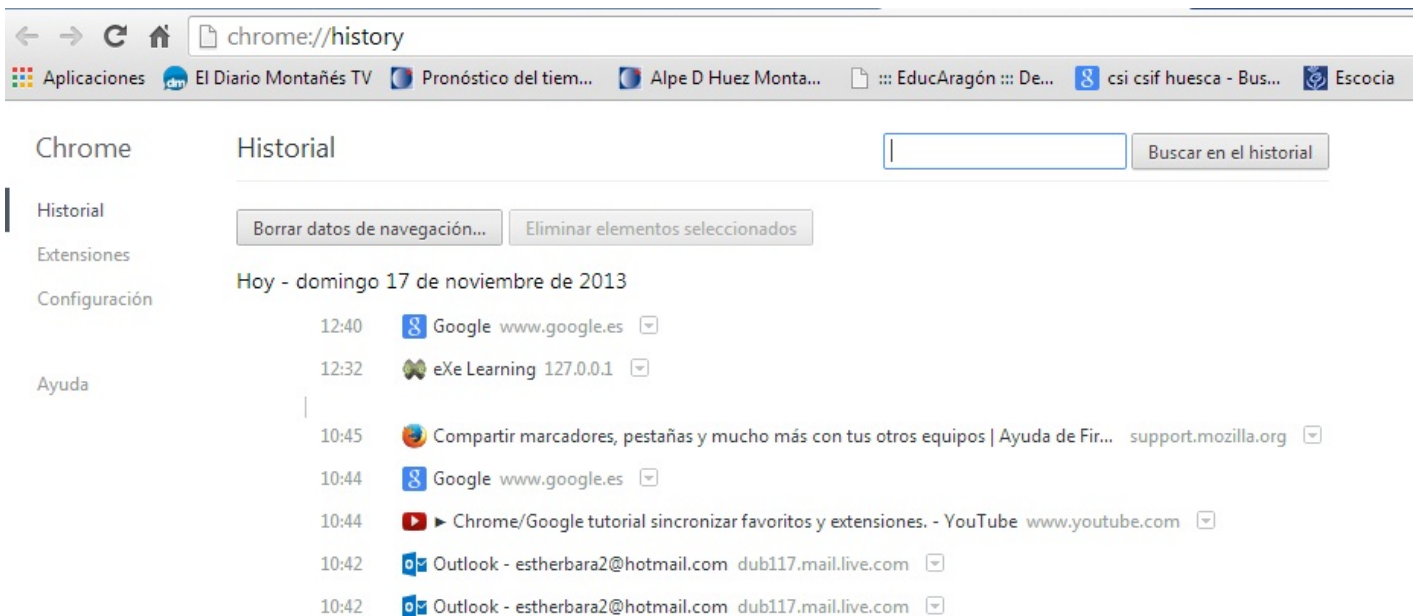 chrome://history
Aplicaciones El Diario Montañés TV Pronóstico del tiem... Alpe D Huez Monta... ::: EducAragón ::: De... csi csif huesca - Bus... Escocia
Chrome Historial Buscar en el historial
Historial
Borrar datos de navegación... Eliminar elementos seleccionados
Extensiones
Configuración
Ayuda
Hoy - domingo 17 de noviembre de 2013
12:40 Google www.google.es
12:32 eXe Learning 127.0.0.1
10:45 Compartir marcadores, pestañas y mucho más con tus otros equipos | Ayuda de Fir... support.mozilla.org
10:44 Google www.google.es
10:44 ► Chrome/Google tutorial sincronizar favoritos y extensiones. - YouTube www.youtube.com
10:42 Outlook - estherbara2@hotmail.com dub117.mail.live.com
10:42 Outlook - estherbara2@hotmail.com dub117.mail.live.com